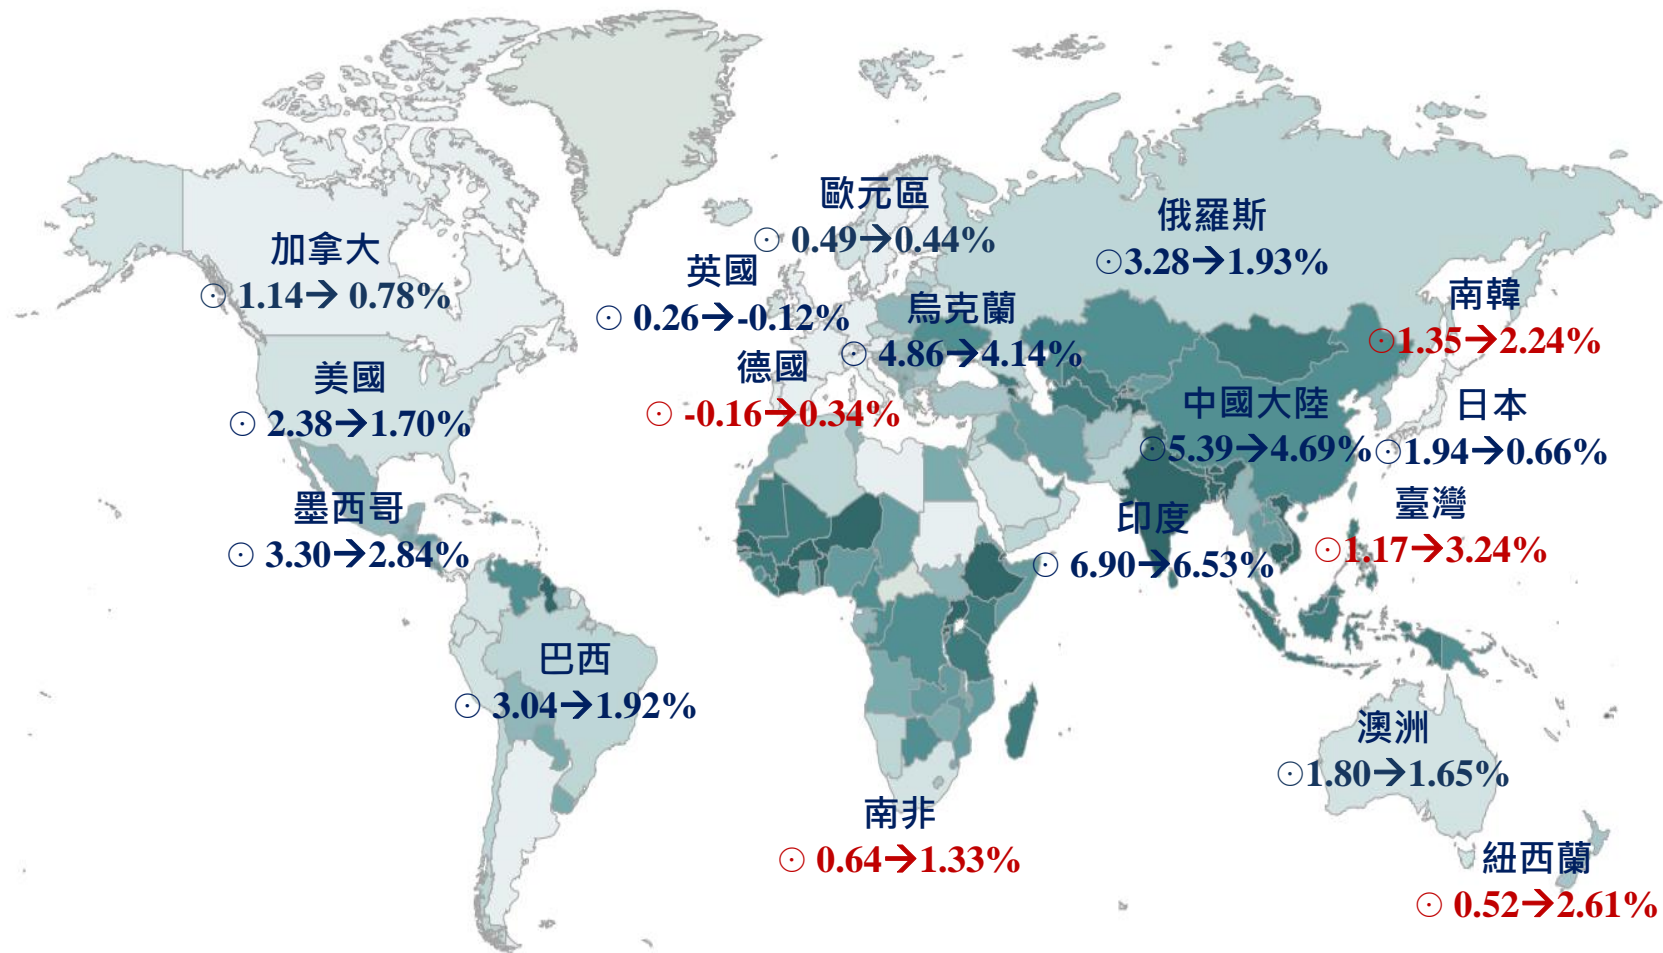 歐元區
⊙ 0.49→0.44%
俄羅斯
⊙3.28→1.93%
加拿大
⊙ 1.14→ 0.78%
英國
⊙ 0.26→-0.12%
烏克蘭
⊙ 4.86→4.14%
南韓
⊙1.35→2.24%
美國
⊙ 2.38→1.70%
德國
⊙ -0.16→0.34%
中國大陸
⊙5.39→4.69%
日本
⊙1.94→0.66%
墨西哥
⊙ 3.30→2.84%
印度
⊙ 6.90→6.53%
臺灣
⊙1.17→3.24%
巴西
⊙ 3.04→1.92%
澳洲
⊙1.80→1.65%
南非
⊙ 0.64→1.33%
紐西蘭
⊙ 0.52→2.61%